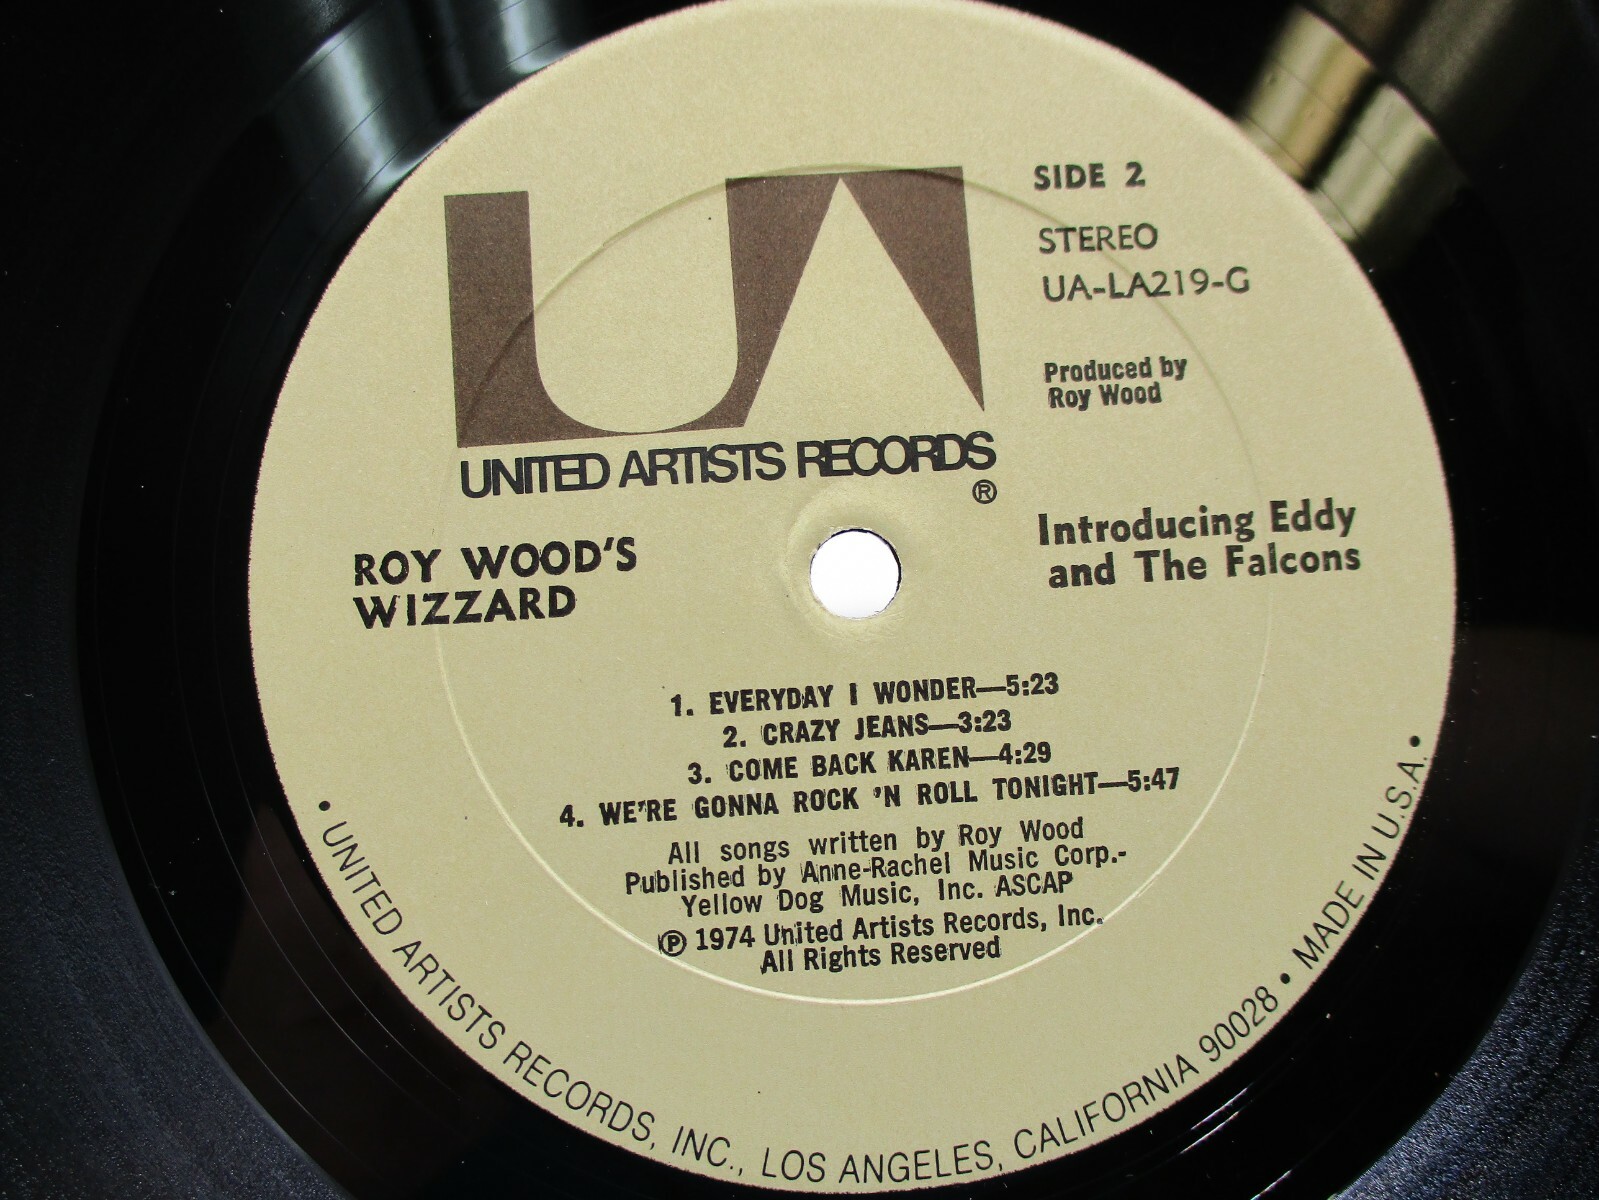 UA
UNITED ARTISTS RECORDS
®
SIDE 2
STEREO
UA-LA219-G
Produced by
Roy Wood
ROY WOOD'S
WIZZARD
Introducing Eddy
and The Falcons
1. EVERYDAY I WONDER—5:23
2. CRAZY JEANS—3:23
3. COME BACK KAREN—4:29
4. WE'RE GONNA ROCK 'N ROLL TONIGHT—5:47
All songs written by Roy Wood
Published by Anne-Rachel Music Corp.-
Yellow Dog Music, Inc. ASCAP
℗ 1974 United Artists Records, Inc.
All Rights Reserved
• UNITED ARTISTS RECORDS, INC., LOS ANGELES, CALIFORNIA 90028 • MADE IN U.S.A. •